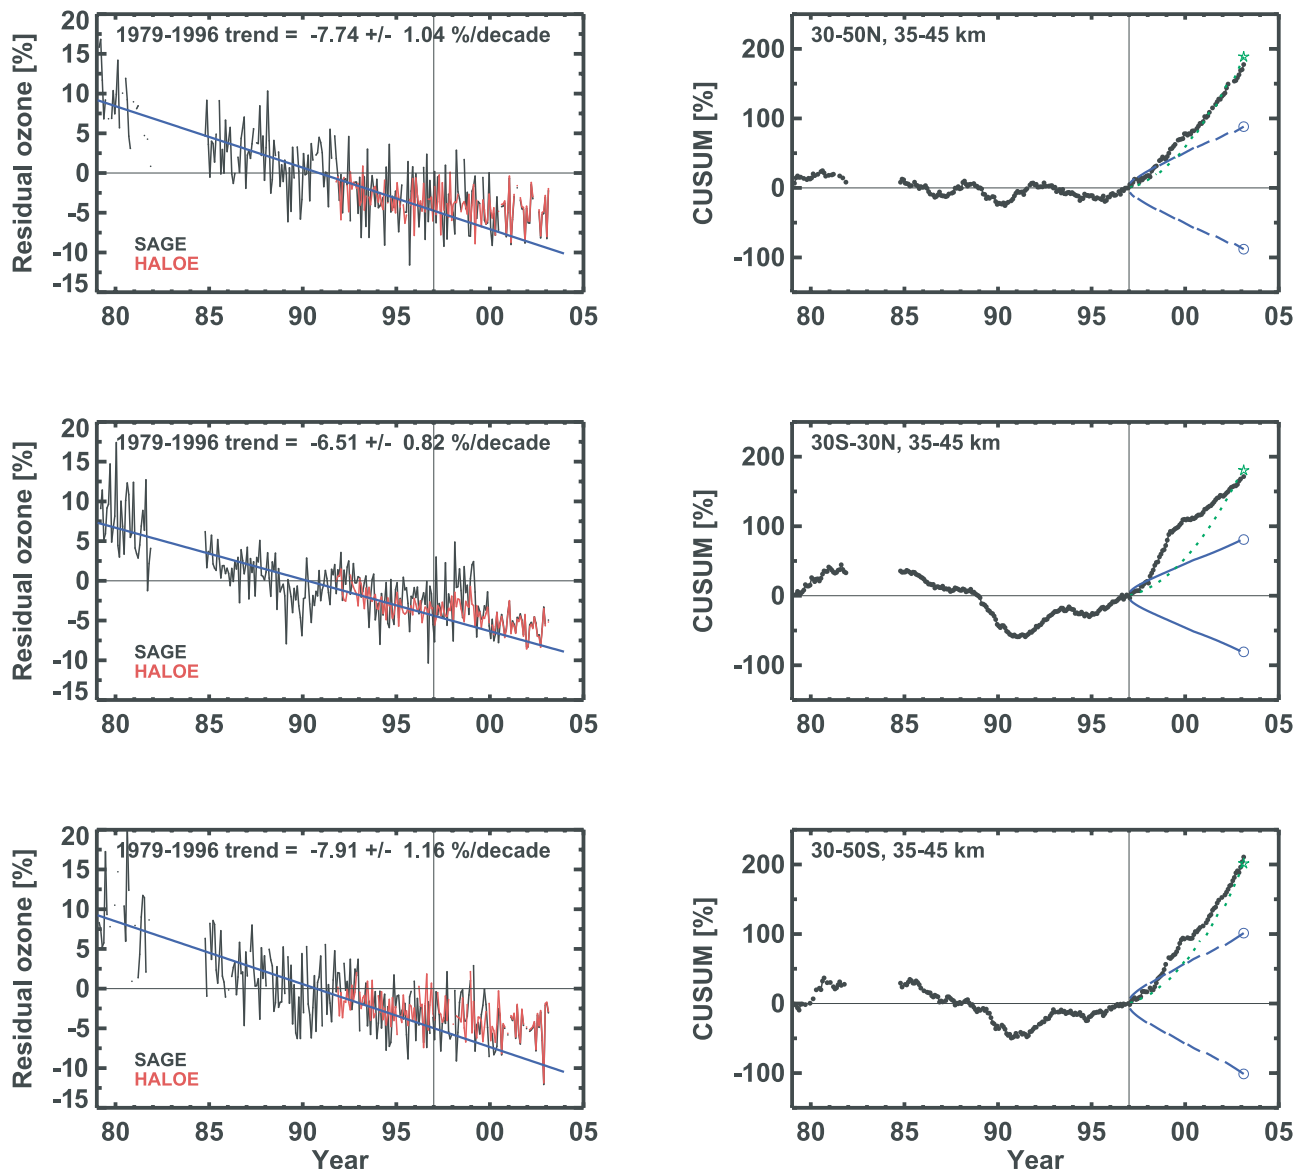 1979-1996 trend = -7.74 +/- 1.04 %/decade
Residual ozone [%]
20
15
10
5
0
-5
-10
-15
SAGE
HALOE
80 85 90 95 00 05
30-50N, 35-45 km
CUSUM [%]
200
100
0
-100
80 85 90 95 00 05
1979-1996 trend = -6.51 +/- 0.82 %/decade
Residual ozone [%]
20
15
10
5
0
-5
-10
-15
SAGE
HALOE
80 85 90 95 00 05
30S-30N, 35-45 km
CUSUM [%]
200
100
0
-100
80 85 90 95 00 05
1979-1996 trend = -7.91 +/- 1.16 %/decade
Residual ozone [%]
20
15
10
5
0
-5
-10
-15
SAGE
HALOE
80 85 90 95 00 05
Year
30-50S, 35-45 km
CUSUM [%]
200
100
0
-100
80 85 90 95 00 05
Year